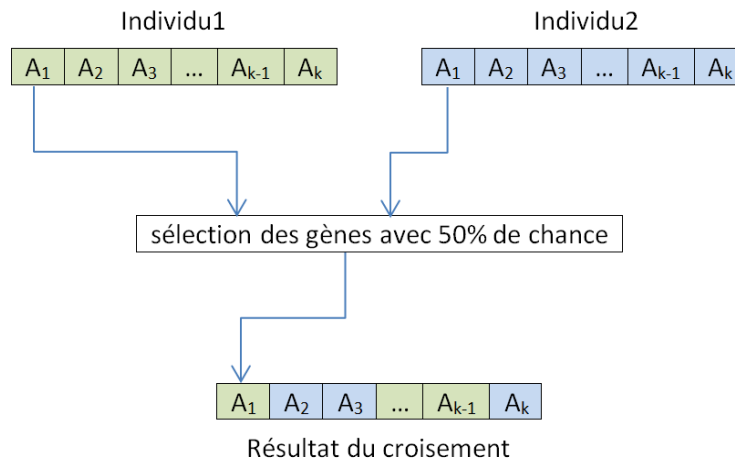 Individu1 Individu2
A₁ A₂ A₃ ... Aₖ₋₁ Aₖ A₁ A₂ A₃ ... Aₖ₋₁ Aₖ
sélection des gènes avec 50% de chance
A₁ A₂ A₃ ... Aₖ₋₁ Aₖ
Résultat du croisement